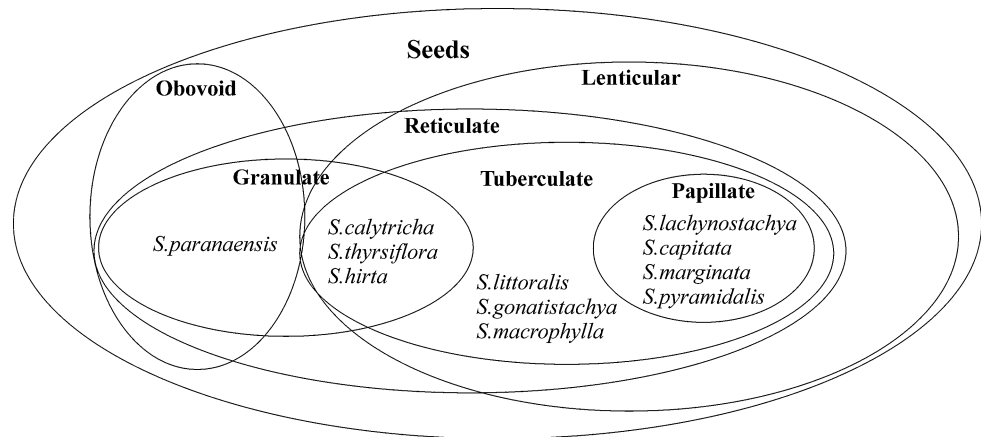 Seeds
Obovoid
Lenticular
Reticulate
Granulate
Tuberculate
Papillate
S.paranaensis
S.calytricha
S.thyrsiflora
S.hirta
S.littoralis
S.gonatistachya
S.macrophylla
S.lachynostachya
S.capitata
S.marginata
S.pyramidalis